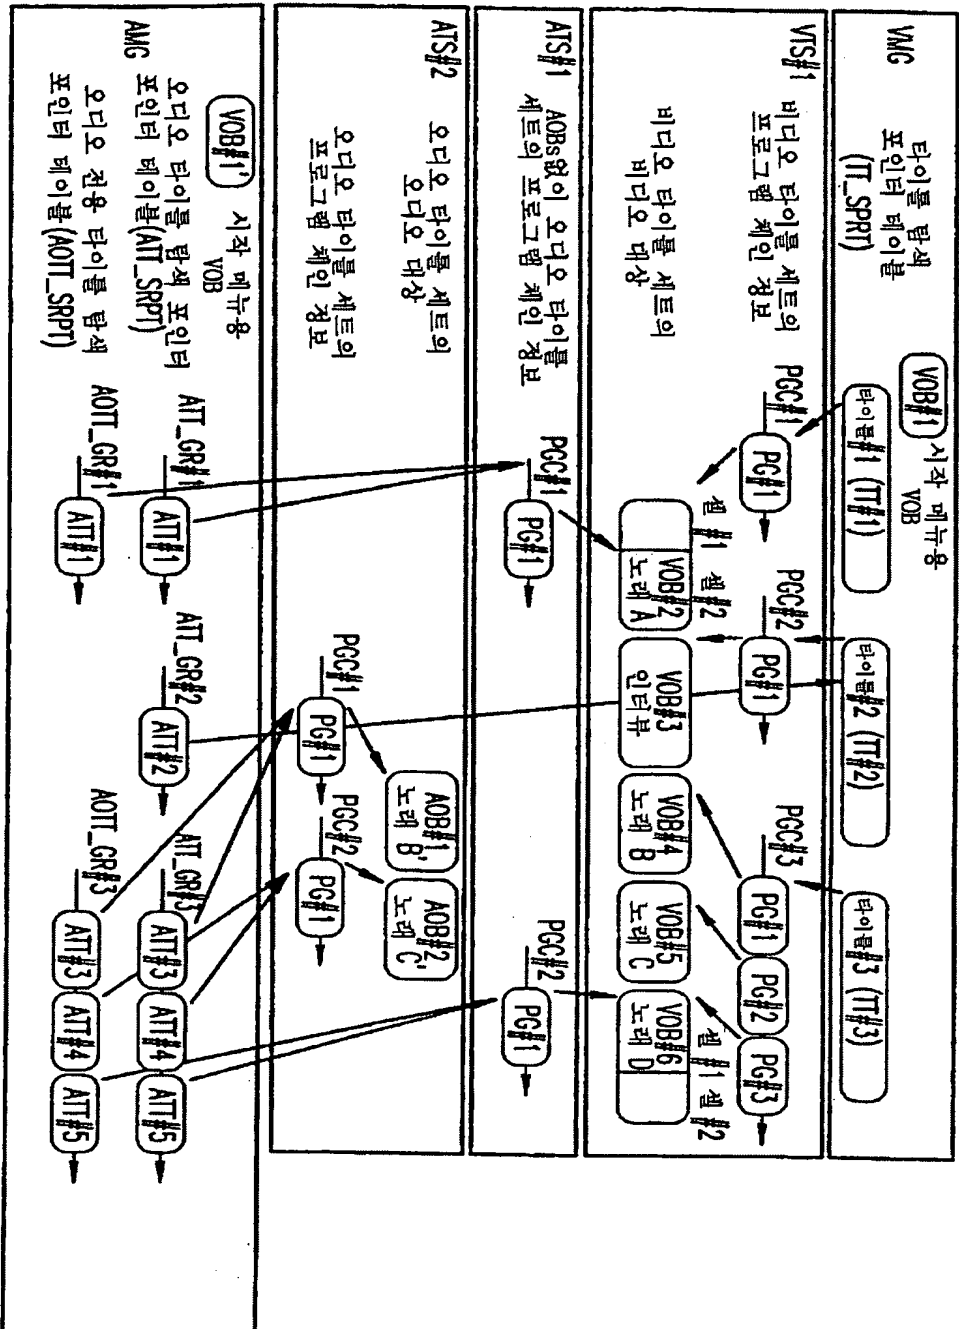 VMG
타이틀 탐색
포인터 테이블
(TT_SPRT)
VOB#1
시작 메뉴용
VOB
타이틀#1 (TT#1)
타이틀#2 (TT#2)
타이틀#3 (TT#3)
VTS#1
비디오 타이틀 세트의
프로그램 체인 정보
PGC#1
PG#1
PGC#2
PG#1
PGC#3
PG#1
PG#2
PG#3
비디오 타이틀 세트의
비디오 대상
셀 #1
셀 #2
VOB#2
노래 A
VOB#3
인터뷰
VOB#4
노래 B
VOB#5
노래 C
VOB#6
노래 D
셀 #1
셀 #2
ATS#1
AOBs없이 오디오 타이틀
세트의 프로그램 체인 정보
PGC#1
PG#1
PGC#2
PG#1
ATS#2
오디오 타이틀 세트의
오디오 대상
AOB#1
노래 B'
AOB#2
노래 C'
오디오 타이틀 세트의
프로그램 체인 정보
PGC#1
PG#1
PGC#2
PG#1
AMG
VOB#1'
시작 메뉴용
VOB
오디오 타이틀 탐색 포인터
포인터 테이블(ATT_SRPT)
ATT_GR#1
ATT#1
ATT_GR#2
ATT#2
ATT_GR#3
ATT#3
ATT#4
ATT#5
오디오 전용 타이틀 탐색
포인터 테이블(AOTT_SRPT)
AOTT_GR#1
ATT#1
AOTT_GR#3
ATT#3
ATT#4
ATT#5